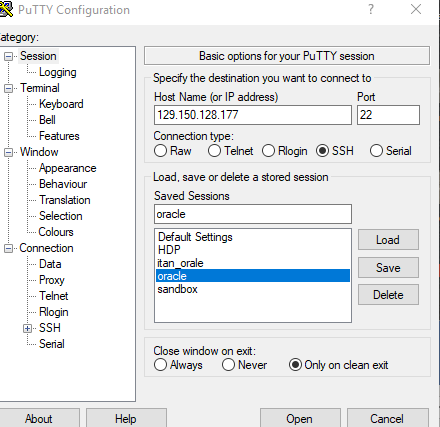 PuTTY Configuration
? ×
ategory:
Session
Logging
Terminal
Keyboard
Bell
Features
Window
Appearance
Behaviour
Translation
Selection
Colours
Connection
Data
Proxy
Telnet
Rlogin
SSH
Serial
Basic options for your PuTTY session
Specify the destination you want to connect to
Host Name (or IP address) Port
129.150.128.177 22
Connection type:
Raw Telnet Rlogin SSH Serial
Load, save or delete a stored session
Saved Sessions
oracle
Default Settings
HDP
itan_orale
oracle
sandbox
Load
Save
Delete
Close window on exit:
Always Never Only on clean exit
About Help Open Cancel